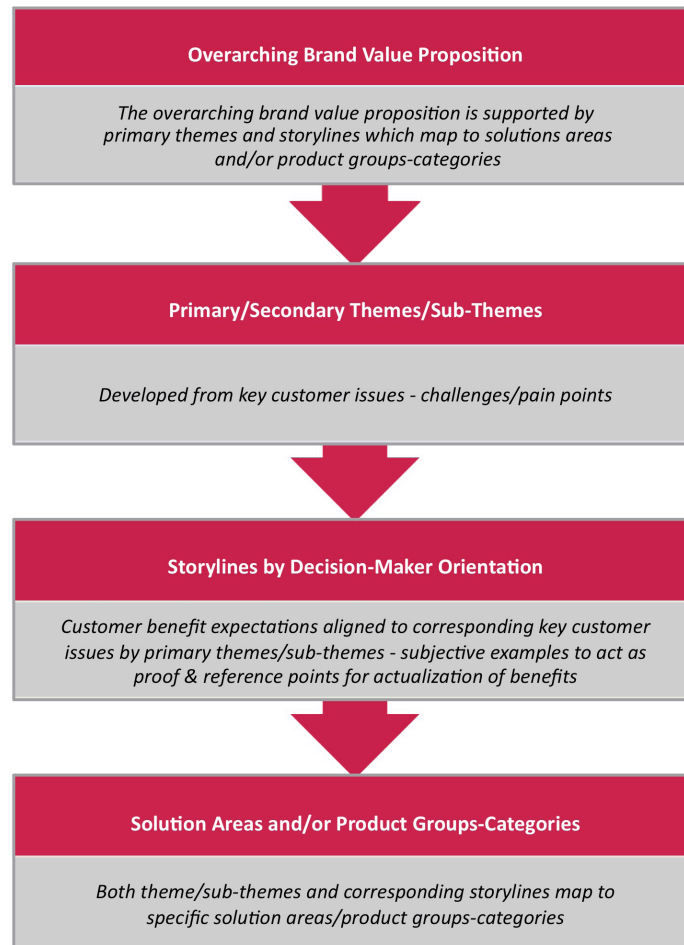 Overarching Brand Value Proposition
The overarching brand value proposition is supported by
primary themes and storylines which map to solutions areas
and/or product groups-categories
Primary/Secondary Themes/Sub-Themes
Developed from key customer issues - challenges/pain points
Storylines by Decision-Maker Orientation
Customer benefit expectations aligned to corresponding key customer
issues by primary themes/sub-themes - subjective examples to act as
proof & reference points for actualization of benefits
Solution Areas and/or Product Groups-Categories
Both theme/sub-themes and corresponding storylines map to
specific solution areas/product groups-categories